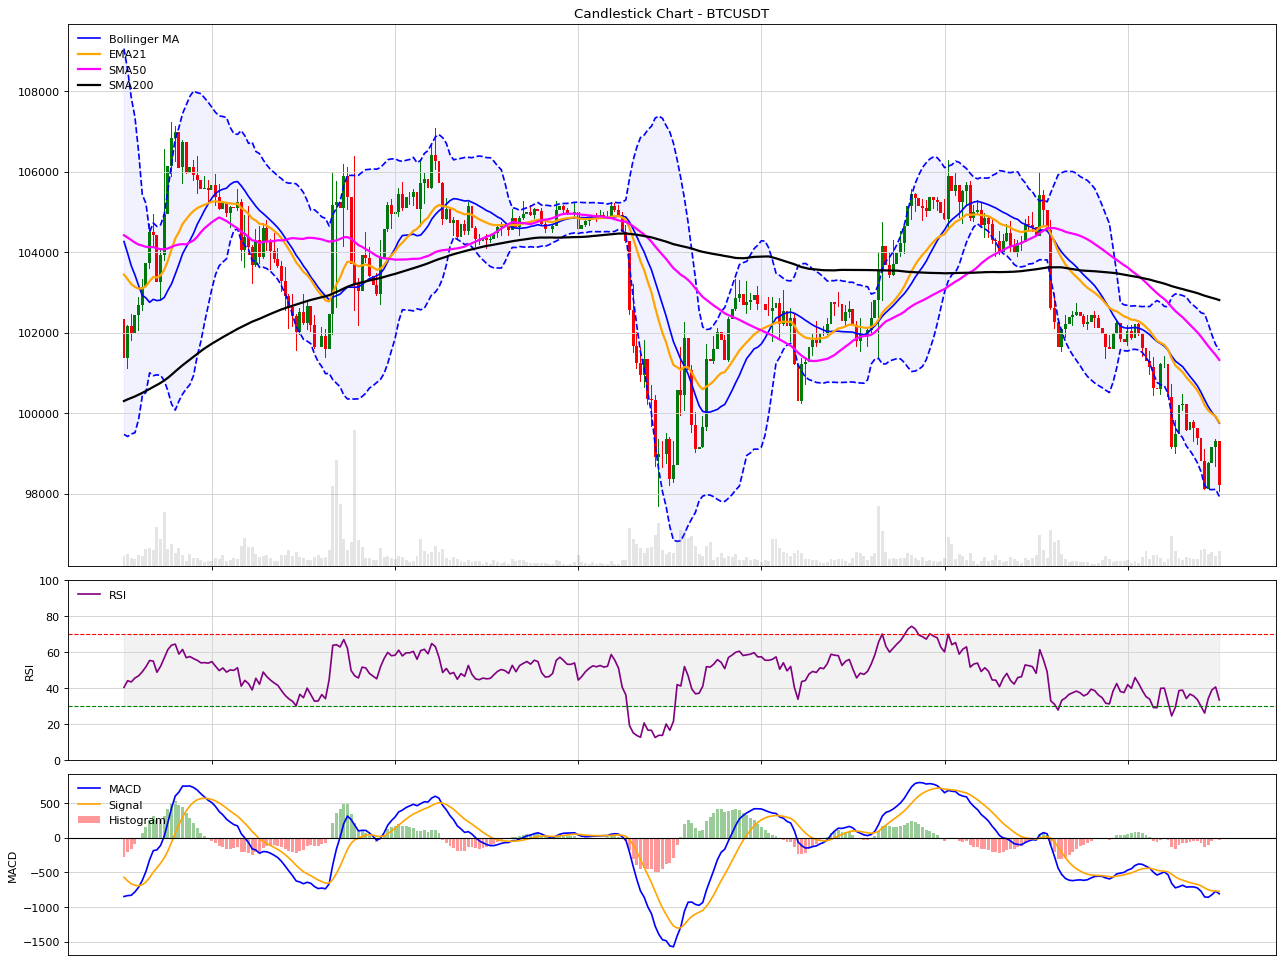 Candlestick Chart - BTCUSDT
Bollinger MA
EMA21
SMA50
SMA200
108000
106000
104000
102000
100000
98000
RSI
100
80
60
40
20
0
RSI
MACD
Signal
Histogram
500
0
−500
−1000
−1500
MACD